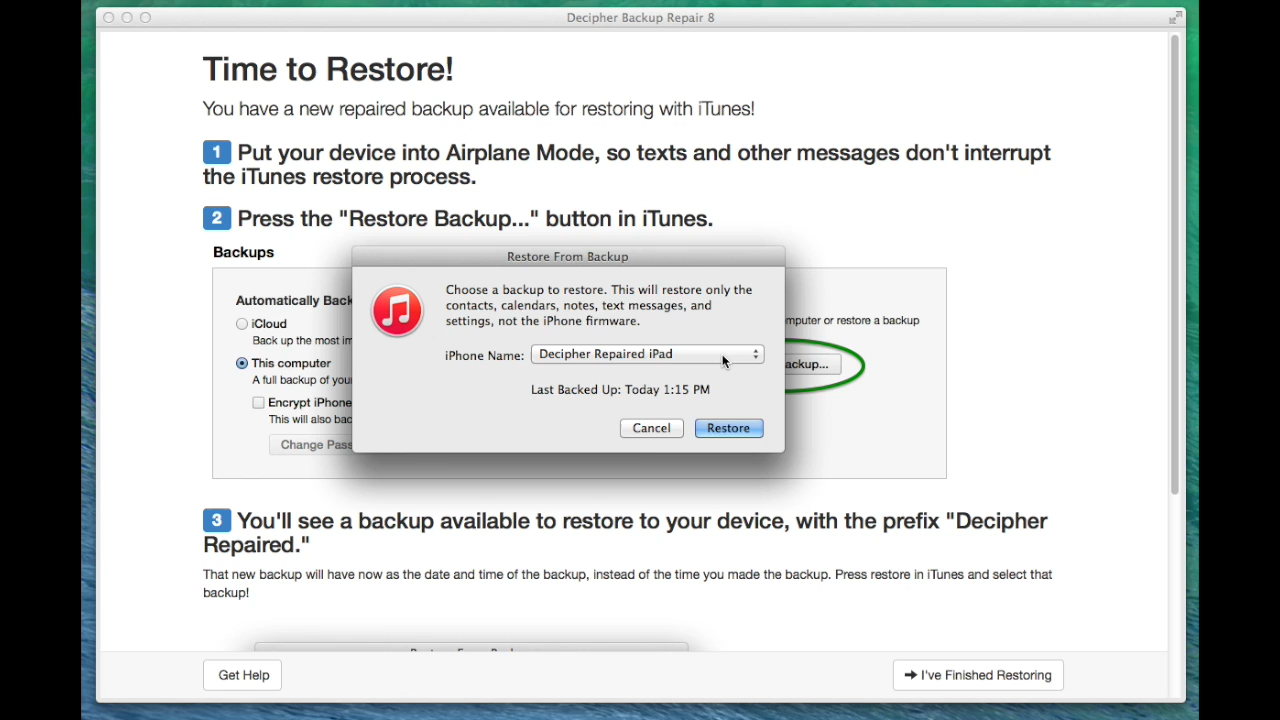 Decipher Backup Repair 8
Time to Restore!
You have a new repaired backup available for restoring with iTunes!
1 Put your device into Airplane Mode, so texts and other messages don't interrupt
the iTunes restore process.
2 Press the "Restore Backup..." button in iTunes.
Backups
Restore From Backup
Automatically Back
iCloud
Back up the most im
This computer
A full backup of your
Encrypt iPhone
This will also bac
Change Pass
Choose a backup to restore. This will restore only the
contacts, calendars, notes, text messages, and
settings, not the iPhone firmware.
iPhone Name: Decipher Repaired iPad
Last Backed Up: Today 1:15 PM
Cancel Restore
mputer or restore a backup
ackup...
3 You'll see a backup available to restore to your device, with the prefix "Decipher
Repaired."
That new backup will have now as the date and time of the backup, instead of the time you made the backup. Press restore in iTunes and select that
backup!
Get Help
➜ I've Finished Restoring